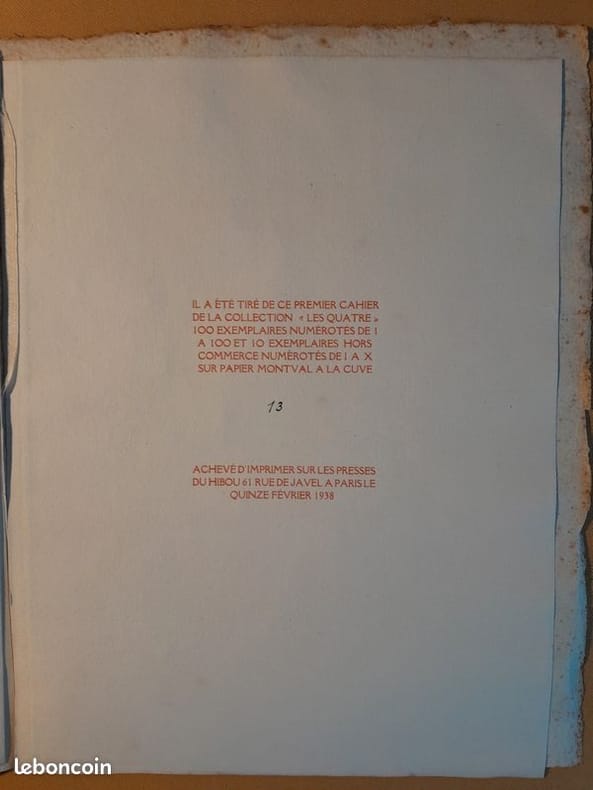 IL A ÉTÉ TIRÉ DE CE PREMIER CAHIER
DE LA COLLECTION « LES QUATRE »
100 EXEMPLAIRES NUMÉROTÉS DE 1
A 100 ET 10 EXEMPLAIRES HORS
COMMERCE NUMÉROTÉS DE I A X
SUR PAPIER MONTVAL A LA CUVE
13
ACHEVÉ D'IMPRIMER SUR LES PRESSES
DU HIBOU 61 RUE DE JAVEL A PARIS LE
QUINZE FÉVRIER 1938
leboncoin